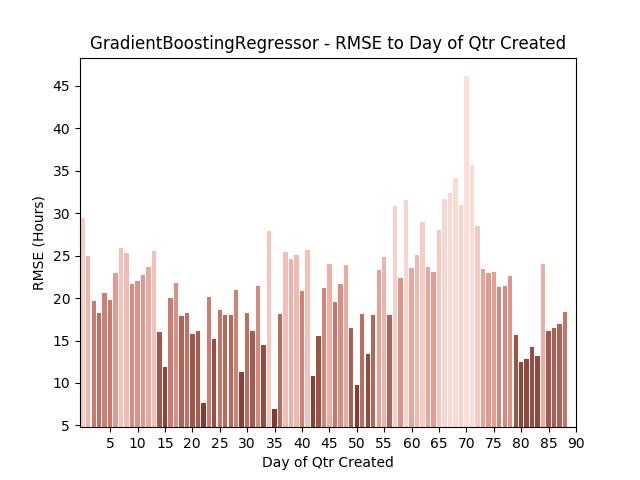 GradientBoostingRegressor - RMSE to Day of Qtr Created
45
40
35
30
25
20
15
10
5
RMSE (Hours)
5 10 15 20 25 30 35 40 45 50 55 60 65 70 75 80 85 90
Day of Qtr Created